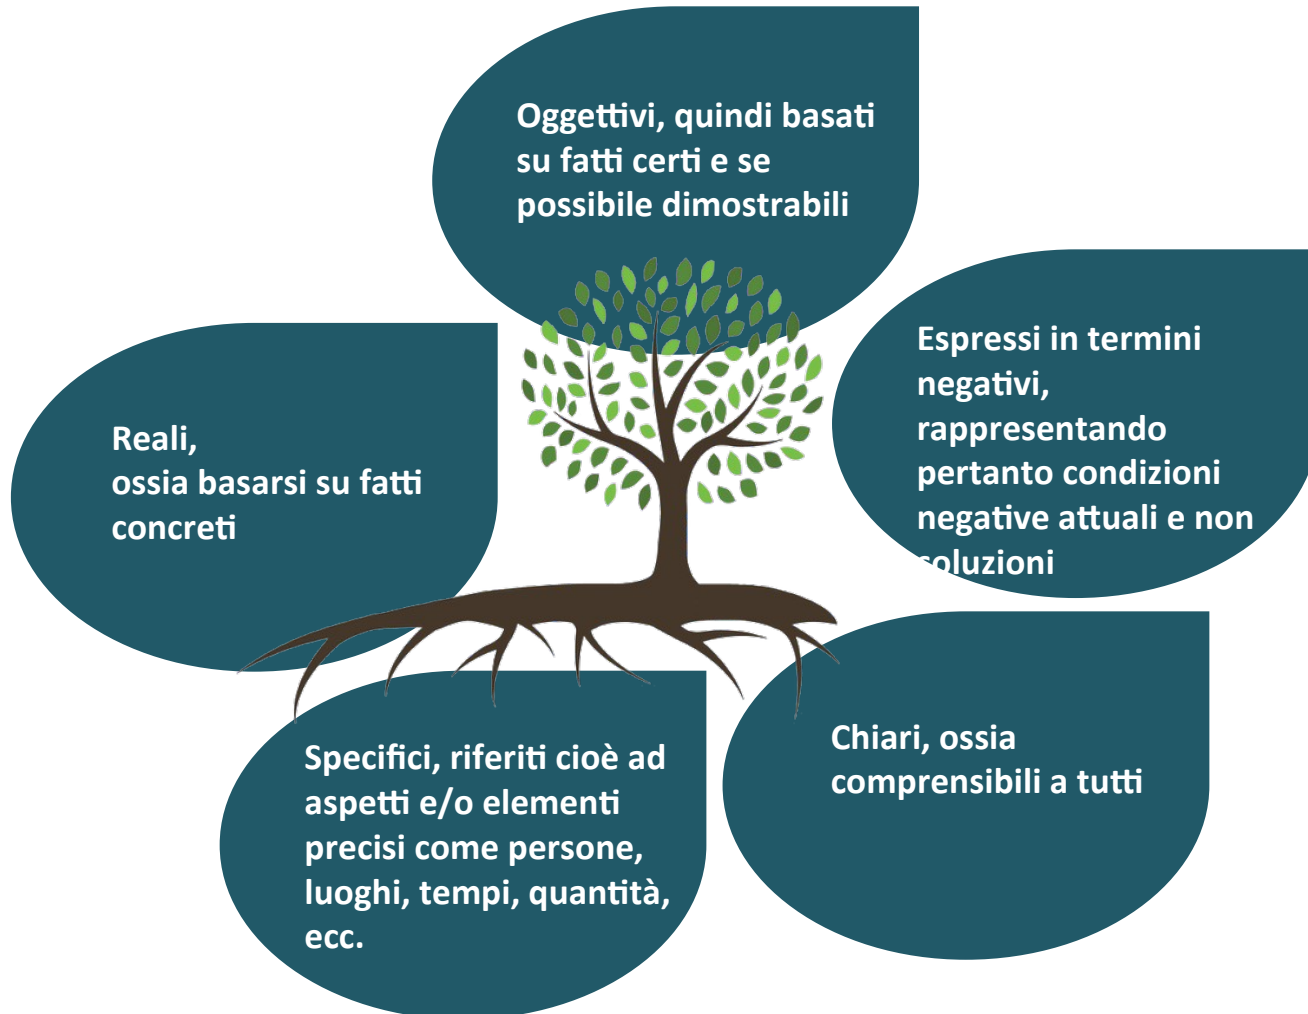 Oggettivi, quindi basati
su fatti certi e se
possibile dimostrabili
Espressi in termini
negativi,
rappresentando
pertanto condizioni
negative attuali e non
soluzioni
Reali,
ossia basarsi su fatti
concreti
Chiari, ossia
comprensibili a tutti
Specifici, riferiti cioè ad
aspetti e/o elementi
precisi come persone,
luoghi, tempi, quantità,
ecc.